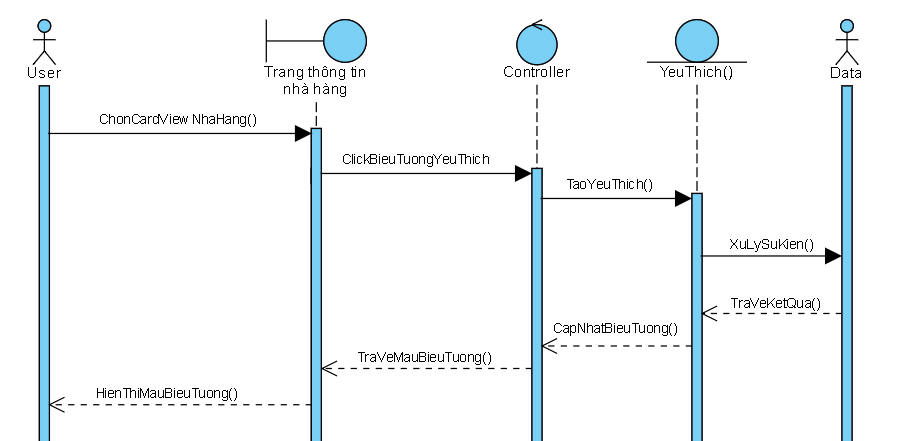 User
Trang thông tin
nhà hàng
Controller
YeuThich()
Data
ChonCardView NhaHang()
ClickBieuTuongYeuThich
TaoYeuThich()
XuLySuKien()
TraVeKetQua()
CapNhatBieuTuong()
TraVeMauBieuTuong()
HienThiMauBieuTuong()